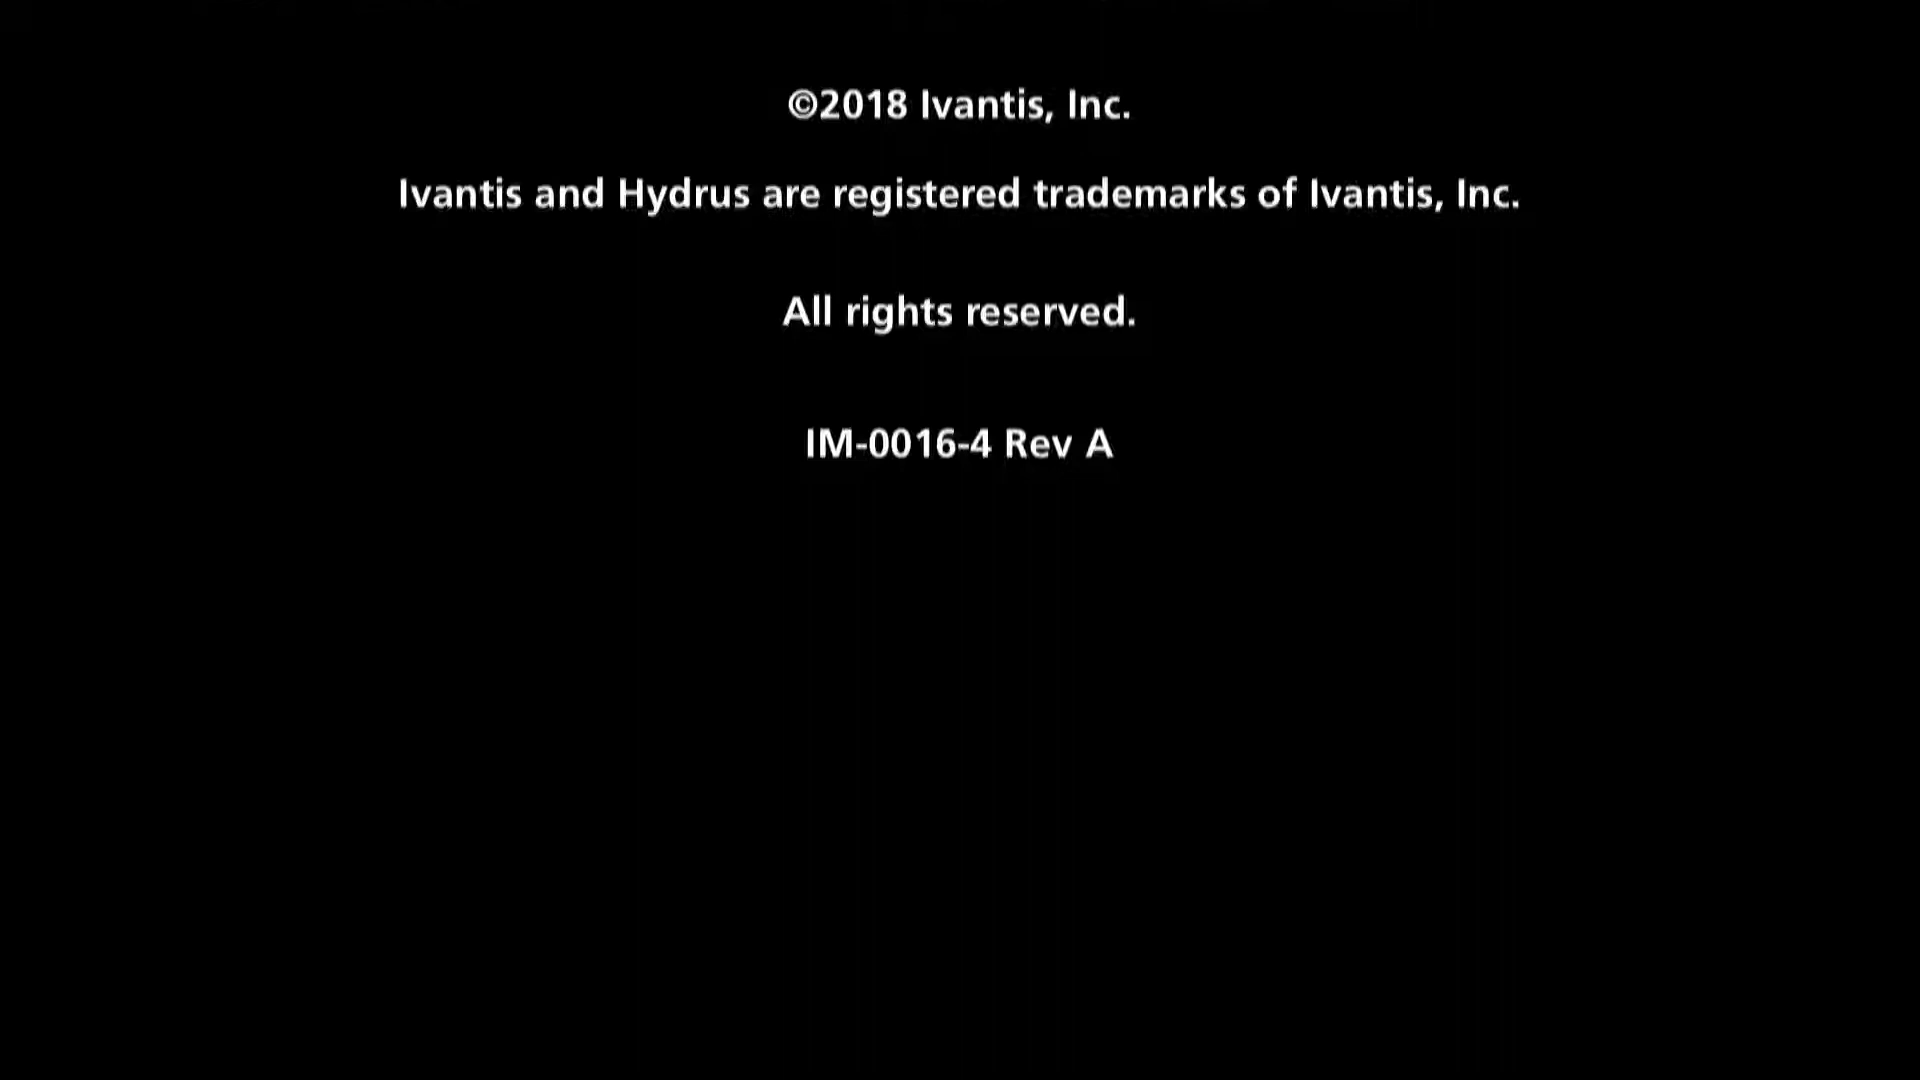 ©2018 Ivantis, Inc.
Ivantis and Hydrus are registered trademarks of Ivantis, Inc.
All rights reserved.
IM-0016-4 Rev A